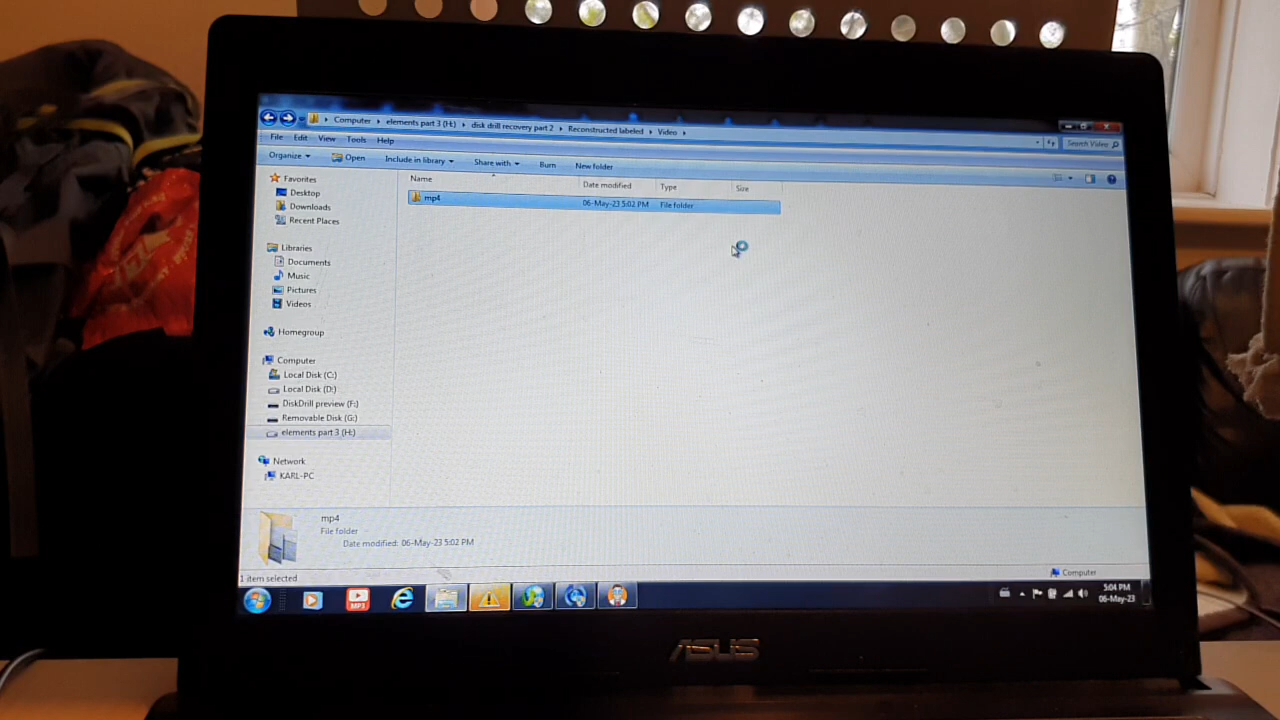 Computer ▸ elements part 3 (H:) ▸ disk drill recovery part 2 ▸ Reconstructed labeled ▸ Video ▸
Search Video
File Edit View Tools Help
Organize Open Include in library Share with Burn New folder
Name Date modified Type Size
mp4 06-May-23 5:02 PM File folder
Favorites
Desktop
Downloads
Recent Places
Libraries
Documents
Music
Pictures
Videos
Homegroup
Computer
Local Disk (C:)
Local Disk (D:)
DiskDrill preview (F:)
Removable Disk (G:)
elements part 3 (H:)
Network
KARL-PC
mp4
File folder
Date modified: 06-May-23 5:02 PM
1 item selected
Computer
MP3
5:04 PM
06-May-23
ASUS